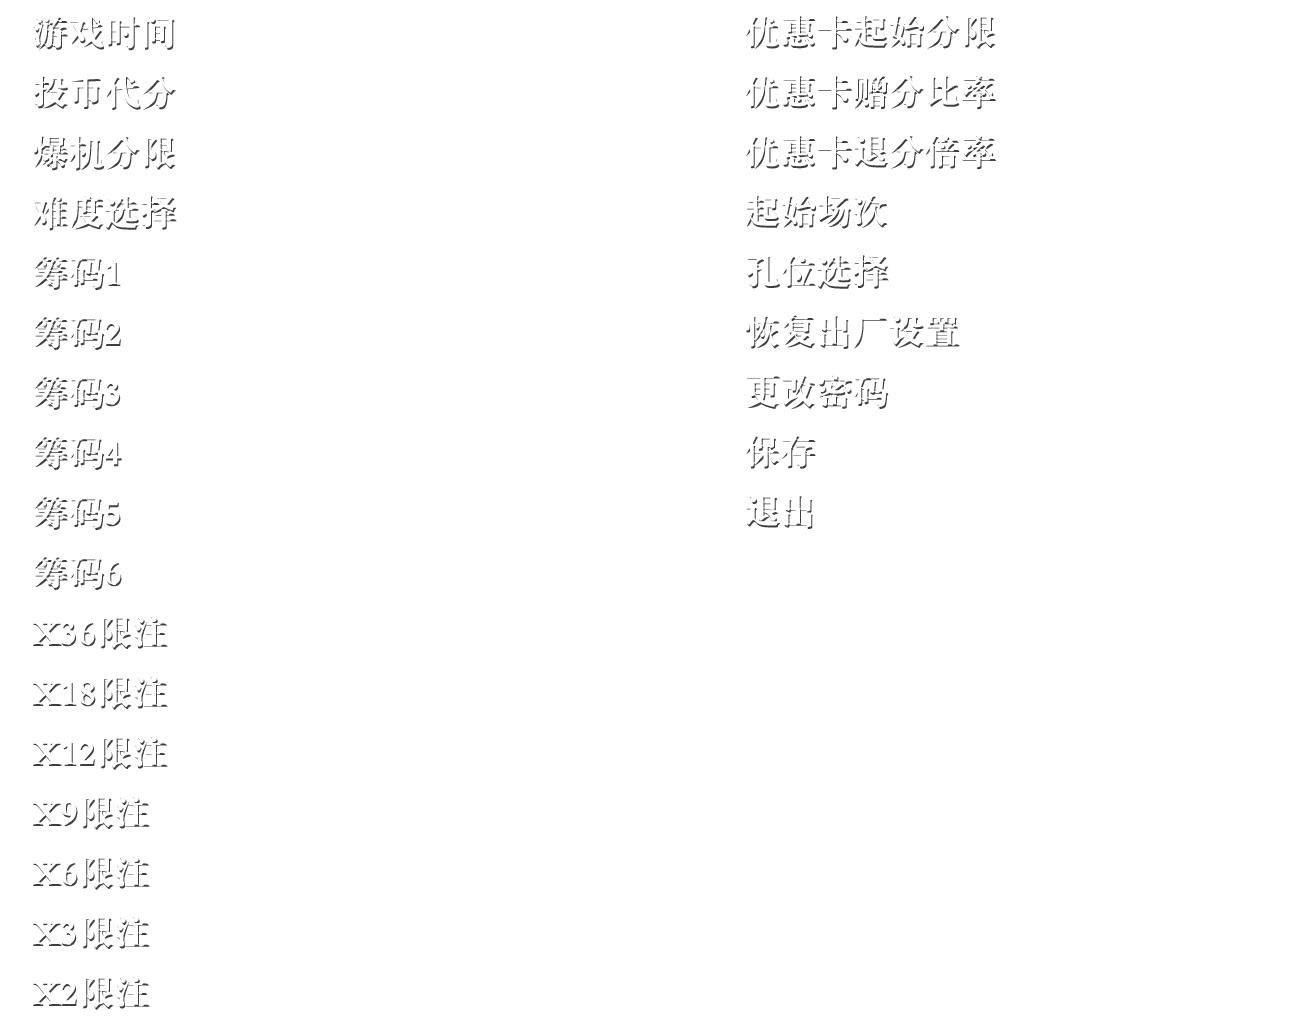 游戏时间
投币代分
爆机分限
难度选择
筹码1
筹码2
筹码3
筹码4
筹码5
筹码6
X36限注
X18限注
X12限注
X9限注
X6限注
X3限注
X2限注
优惠卡起始分限
优惠卡赠分比率
优惠卡退分倍率
起始场次
孔位选择
恢复出厂设置
更改密码
保存
退出